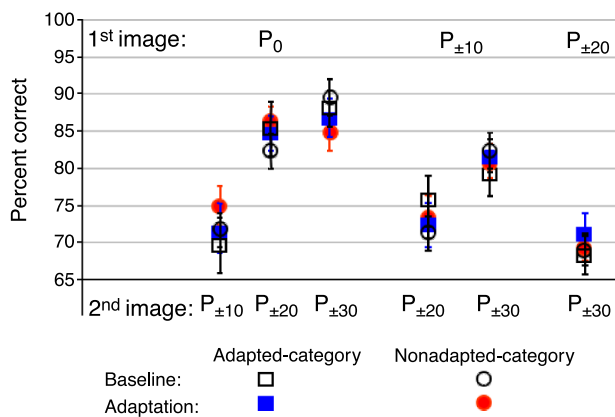 100
1st image: P0 P±10 P±20
95
90
85
80
75
70
65
Percent correct
2nd image: P±10 P±20 P±30 P±20 P±30 P±30
Adapted-category Nonadapted-category
Baseline:
Adaptation: